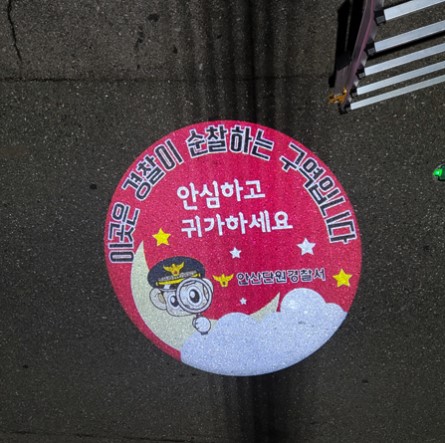 이곳은 경찰이 순찰하는 구역입니다
안심하고
귀가하세요
안산단원경찰서